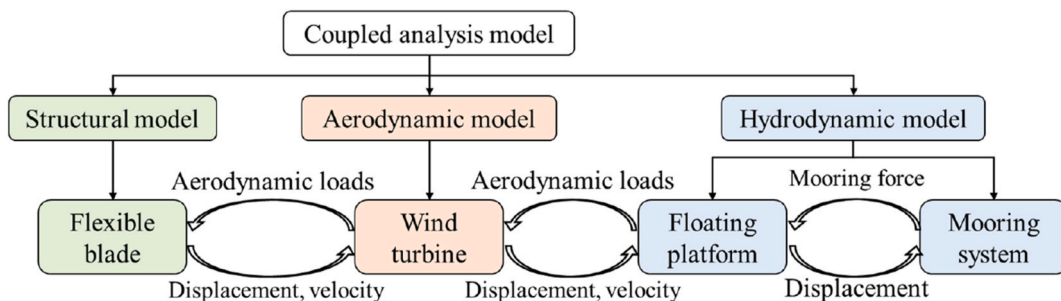 Coupled analysis model
Structural model
Aerodynamic model
Hydrodynamic model
Aerodynamic loads
Aerodynamic loads
Mooring force
Flexible
blade
Wind
turbine
Floating
platform
Mooring
system
Displacement, velocity
Displacement, velocity
Displacement